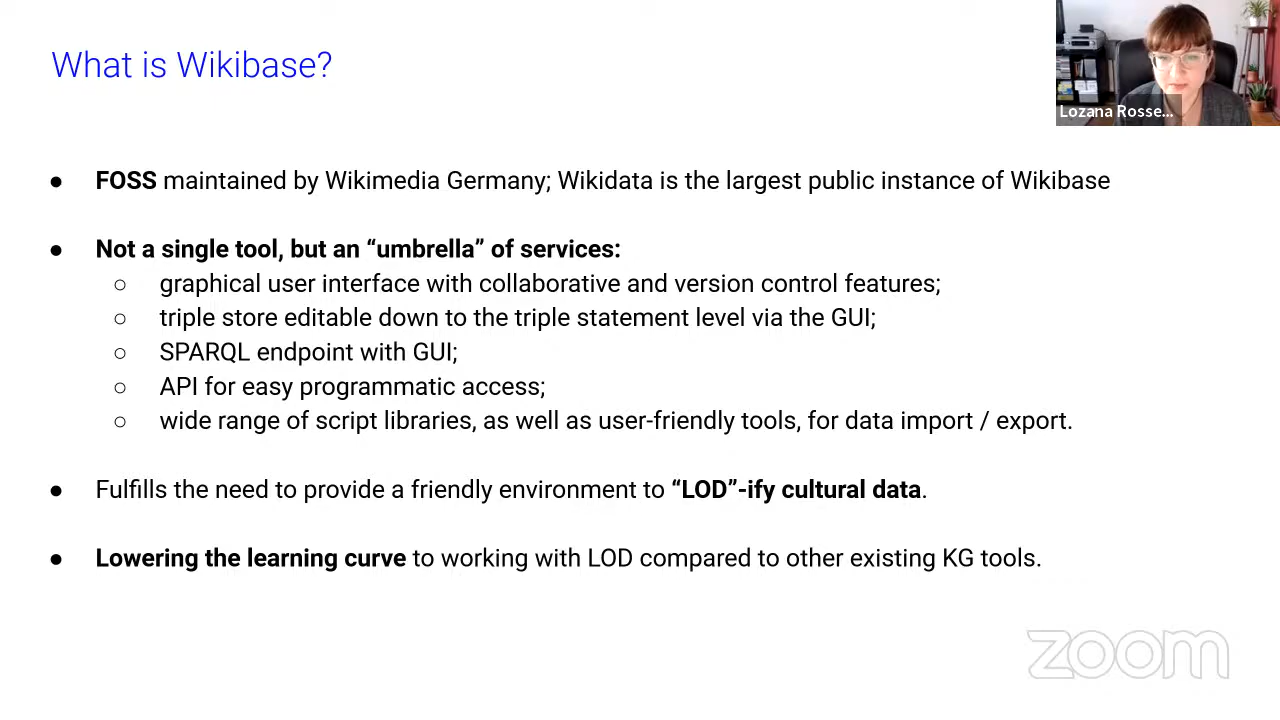 What is Wikibase?
Lozana Rosse...
● FOSS maintained by Wikimedia Germany; Wikidata is the largest public instance of Wikibase
● Not a single tool, but an “umbrella” of services:
○ graphical user interface with collaborative and version control features;
○ triple store editable down to the triple statement level via the GUI;
○ SPARQL endpoint with GUI;
○ API for easy programmatic access;
○ wide range of script libraries, as well as user-friendly tools, for data import / export.
● Fulfills the need to provide a friendly environment to “LOD”-ify cultural data.
● Lowering the learning curve to working with LOD compared to other existing KG tools.
zoom